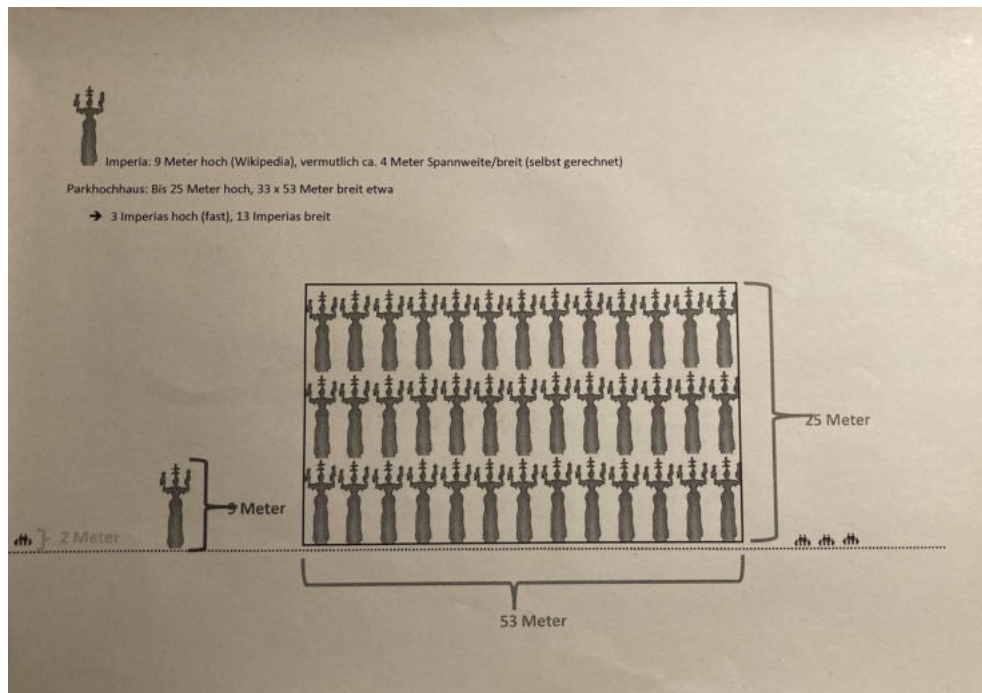 Imperia: 9 Meter hoch (Wikipedia), vermutlich ca. 4 Meter Spannweite/breit (selbst gerechnet)
Parkhochhaus: Bis 25 Meter hoch, 33 x 53 Meter breit etwa
➔ 3 Imperias hoch (fast), 13 Imperias breit
25 Meter
9 Meter
2 Meter
53 Meter